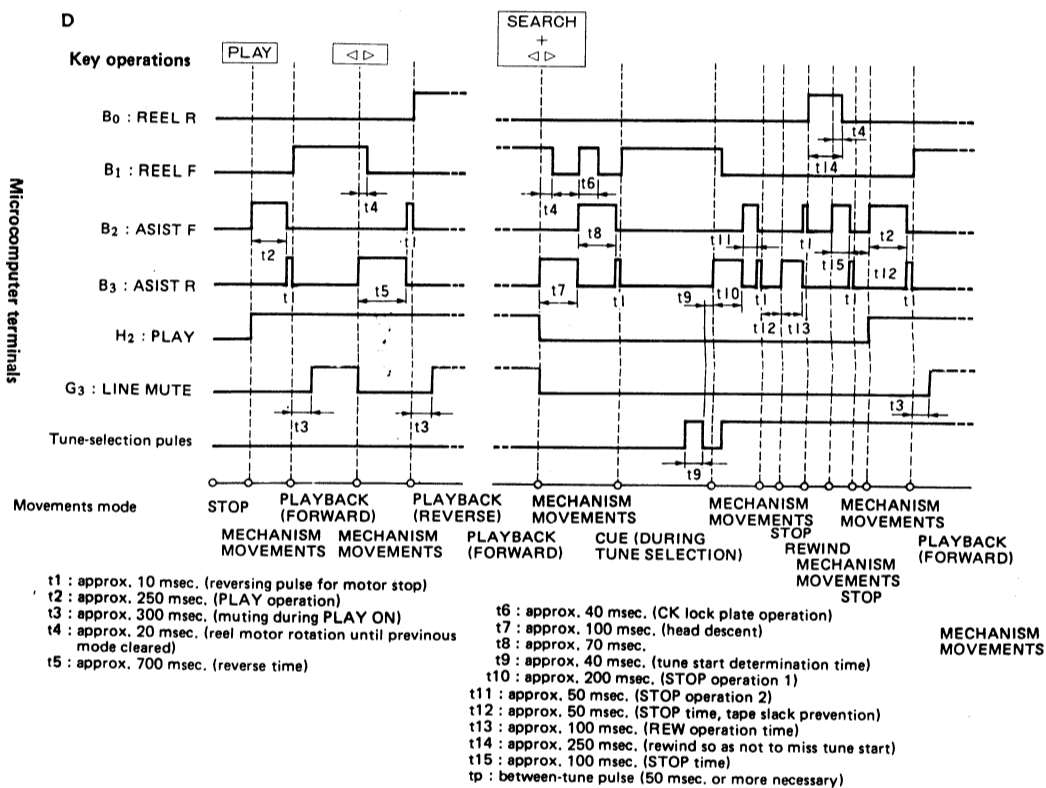 D
Key operations
PLAY
◁ ▷
SEARCH
+
◁ ▷
Microcomputer terminals
B0 : REEL R
t4
t14
B1 : REEL F
t4
t4
t6
B2 : ASIST F
t2
t1
t8
t11
t1
t15
t2
B3 : ASIST R
t1
t5
t7
t1
t9
t10
t1
t12
t13
t1
t12
t1
H2 : PLAY
G3 : LINE MUTE
t3
t3
t3
Tune-selection pules
t9
Movements mode
STOP
MECHANISM
MOVEMENTS
PLAYBACK
(FORWARD)
MECHANISM
MOVEMENTS
PLAYBACK
(REVERSE)
PLAYBACK
(FORWARD)
MECHANISM
MOVEMENTS
CUE (DURING
TUNE SELECTION)
MECHANISM
MOVEMENTS
STOP
REWIND
MECHANISM
MOVEMENTS
STOP
MECHANISM
MOVEMENTS
PLAYBACK
(FORWARD)
t1 : approx. 10 msec. (reversing pulse for motor stop)
t2 : approx. 250 msec. (PLAY operation)
t3 : approx. 300 msec. (muting during PLAY ON)
t4 : approx. 20 msec. (reel motor rotation until previnous
mode cleared)
t5 : approx. 700 msec. (reverse time)
t6 : approx. 40 msec. (CK lock plate operation)
t7 : approx. 100 msec. (head descent)
t8 : approx. 70 msec.
t9 : approx. 40 msec. (tune start determination time)
t10 : approx. 200 msec. (STOP operation 1)
t11 : approx. 50 msec. (STOP operation 2)
t12 : approx. 50 msec. (STOP time, tape slack prevention)
t13 : approx. 100 msec. (REW operation time)
t14 : approx. 250 msec. (rewind so as not to miss tune start)
t15 : approx. 100 msec. (STOP time)
tp : between-tune pulse (50 msec. or more necessary)
MECHANISM
MOVEMENTS